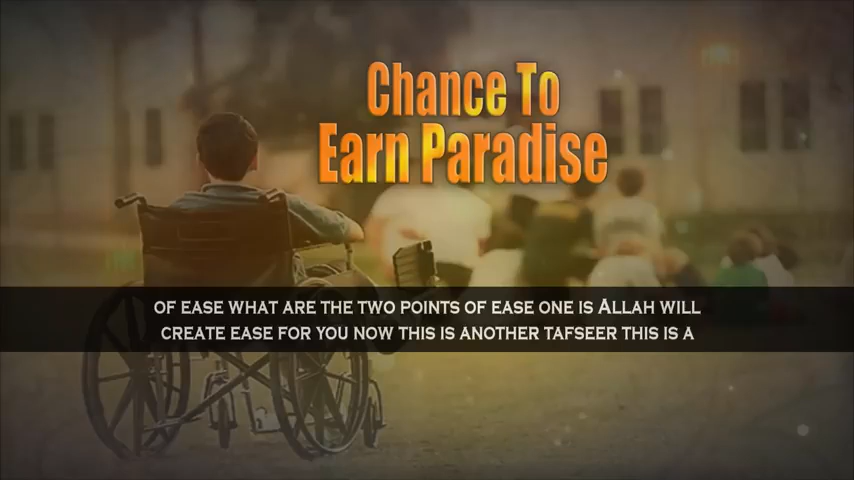 Chance To
Earn Paradise
OF EASE WHAT ARE THE TWO POINTS OF EASE ONE IS ALLAH WILL
CREATE EASE FOR YOU NOW THIS IS ANOTHER TAFSEER THIS IS A